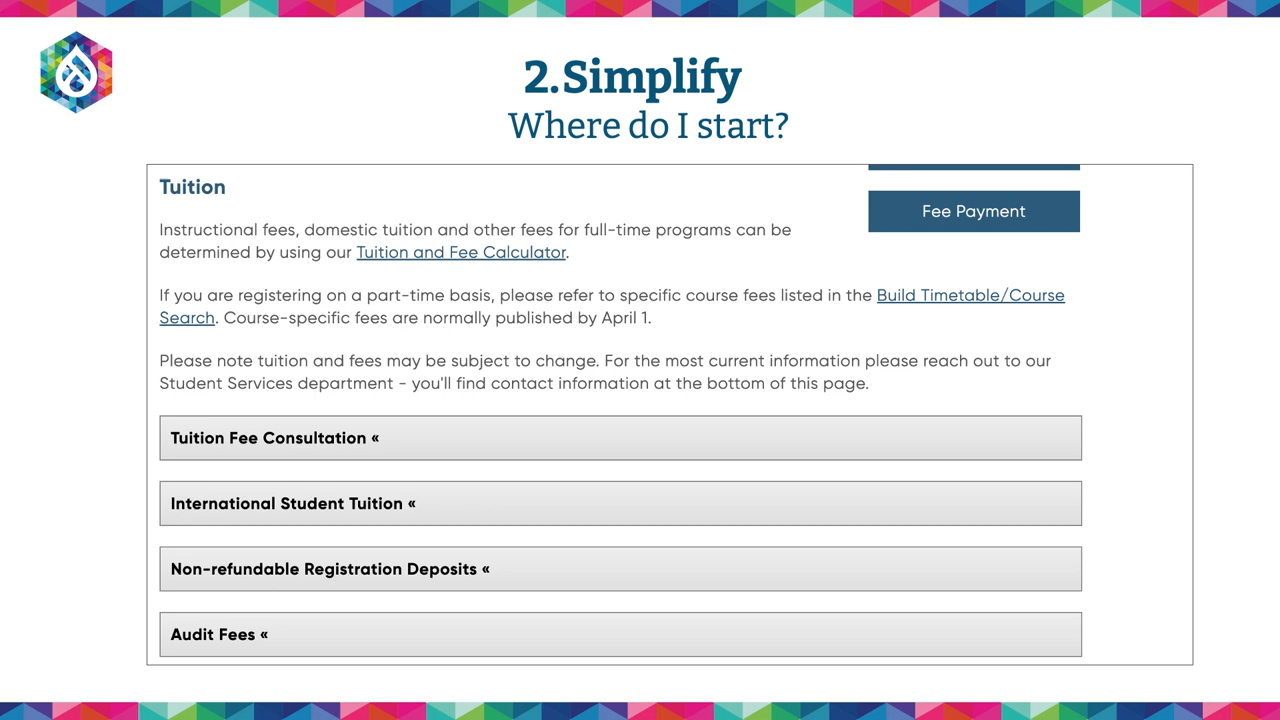 2. Simplify
Where do I start?
Tuition
Fee Payment
Instructional fees, domestic tuition and other fees for full-time programs can be
determined by using our Tuition and Fee Calculator.
If you are registering on a part-time basis, please refer to specific course fees listed in the Build Timetable/Course
Search. Course-specific fees are normally published by April 1.
Please note tuition and fees may be subject to change. For the most current information please reach out to our
Student Services department - you'll find contact information at the bottom of this page.
Tuition Fee Consultation «
International Student Tuition «
Non-refundable Registration Deposits «
Audit Fees «